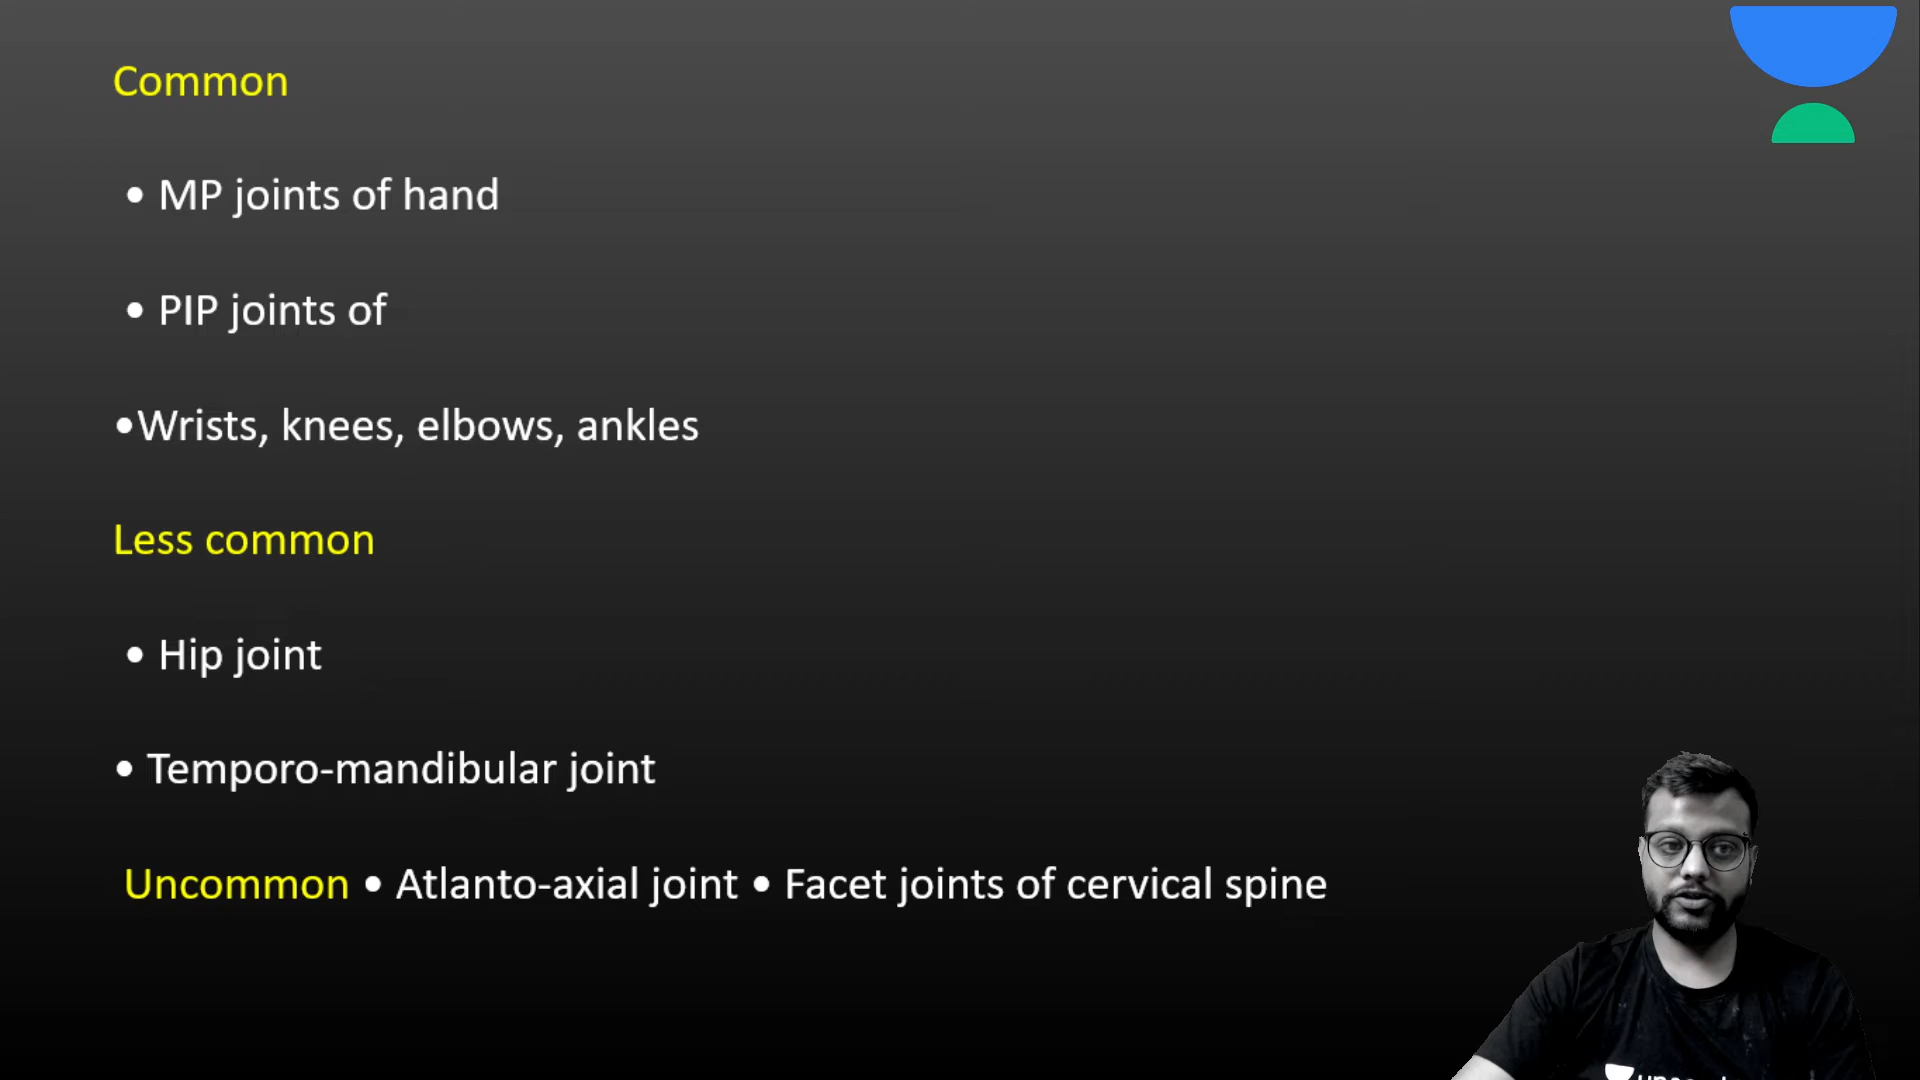 Common
• MP joints of hand
• PIP joints of
•Wrists, knees, elbows, ankles
Less common
• Hip joint
• Temporo-mandibular joint
Uncommon • Atlanto-axial joint • Facet joints of cervical spine